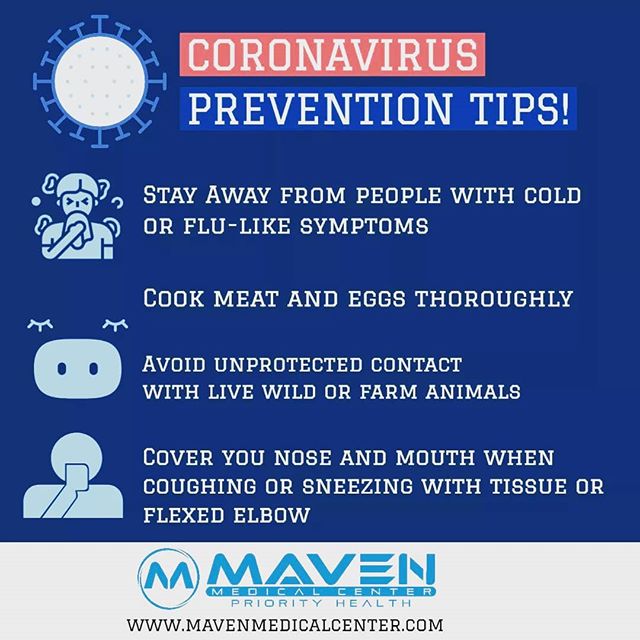 CORONAVIRUS
PREVENTION TIPS!
STAY AWAY FROM PEOPLE WITH COLD
OR FLU-LIKE SYMPTOMS
COOK MEAT AND EGGS THOROUGHLY
AVOID UNPROTECTED CONTACT
WITH LIVE WILD OR FARM ANIMALS
COVER YOU NOSE AND MOUTH WHEN
COUGHING OR SNEEZING WITH TISSUE OR
FLEXED ELBOW
M MAVEN
MEDICAL CENTER
PRIORITY HEALTH
WWW.MAVENMEDICALCENTER.COM